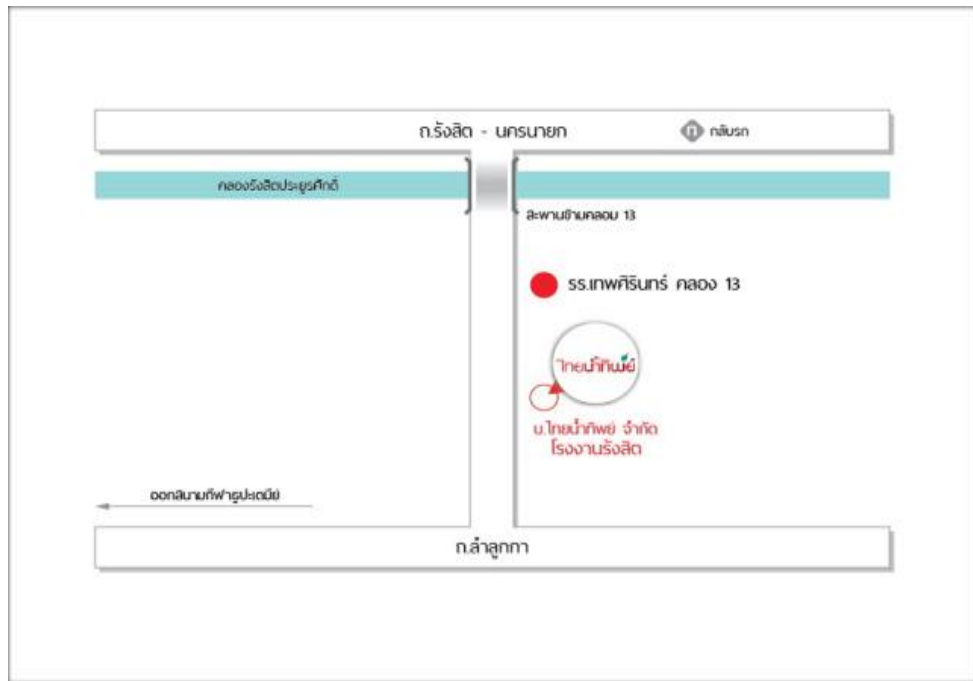 ถ.รังสิต - นครนายก
กลับรถ
คลองรังสิตประยูรศักดิ์
สะพานข้ามคลอง 13
รร.เทพศิรินทร์ คลอง 13
ไทยน้ำทิพย์
บ.ไทยน้ำทิพย์ จำกัด
โรงงานรังสิต
ออกสนามกีฬาธูปะเตมีย์
ถ.ลำลูกกา